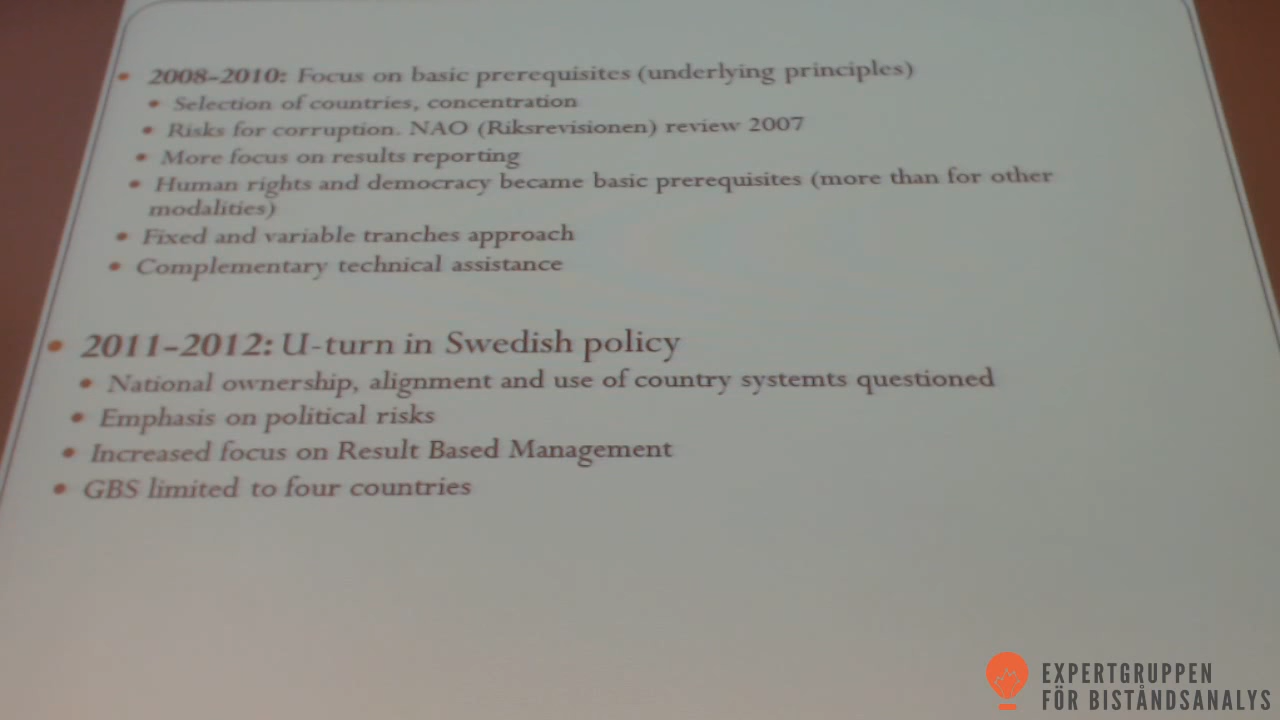 • 2008–2010: Focus on basic prerequisites (underlying principles)
• Selection of countries, concentration
• Risks for corruption. NAO (Riksrevisionen) review 2007
• More focus on results reporting
• Human rights and democracy became basic prerequisites (more than for other
modalities)
• Fixed and variable tranches approach
• Complementary technical assistance
• 2011–2012: U-turn in Swedish policy
• National ownership, alignment and use of country systemts questioned
• Emphasis on political risks
• Increased focus on Result Based Management
• GBS limited to four countries
EXPERTGRUPPEN
FÖR BISTÅNDSANALYS